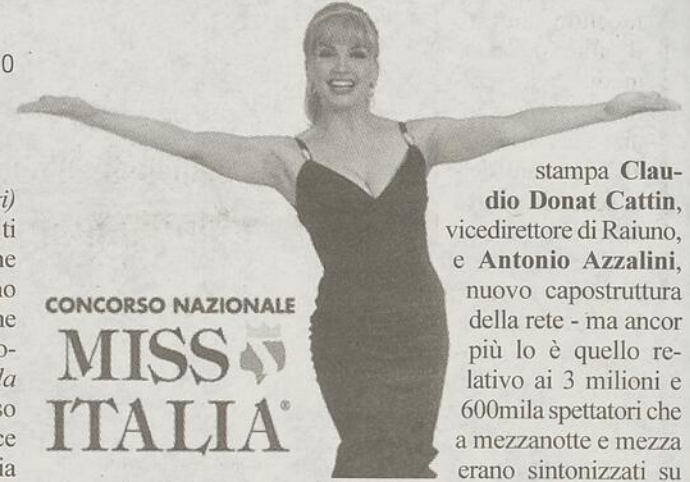 0
i)
ti
ne
no
ne
o-
la
so
ce
ia
CONCORSO NAZIONALE
MISS
ITALIA®
stampa Clau-
dio Donat Cattin,
vicedirettore di Raiuno,
e Antonio Azzalini,
nuovo capostruttura
della rete - ma ancor
più lo è quello re-
lativo ai 3 milioni e
600mila spettatori che
a mezzanotte e mezza
erano sintonizzati su